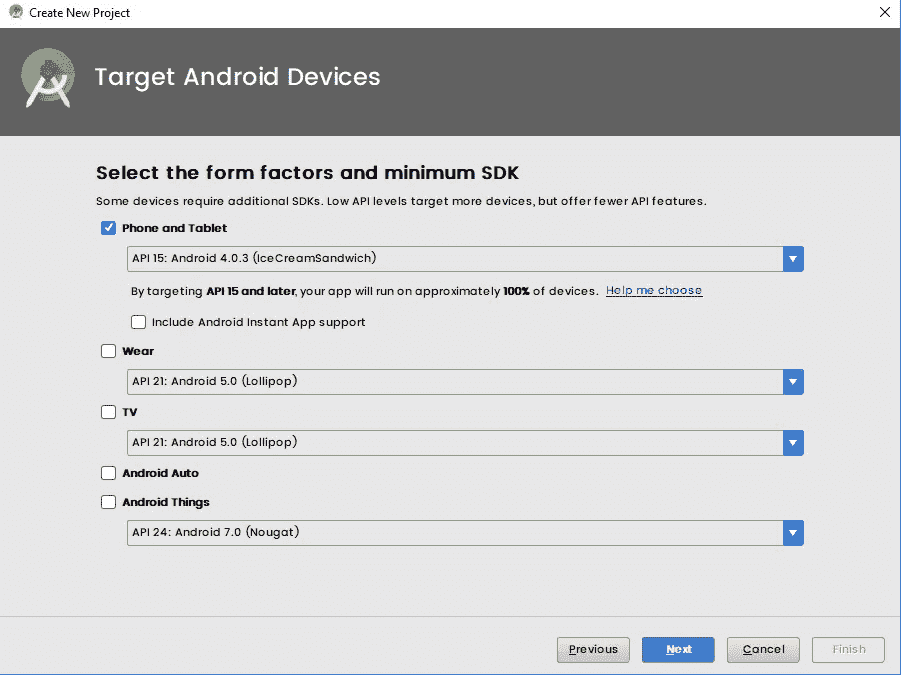 Create New Project
Target Android Devices
Select the form factors and minimum SDK
Some devices require additional SDKs. Low API levels target more devices, but offer fewer API features.
Phone and Tablet
API 15: Android 4.0.3 (IceCreamSandwich)
By targeting API 15 and later, your app will run on approximately 100% of devices. Help me choose
Include Android Instant App support
Wear
API 21: Android 5.0 (Lollipop)
TV
API 21: Android 5.0 (Lollipop)
Android Auto
Android Things
API 24: Android 7.0 (Nougat)
Previous Next Cancel Finish